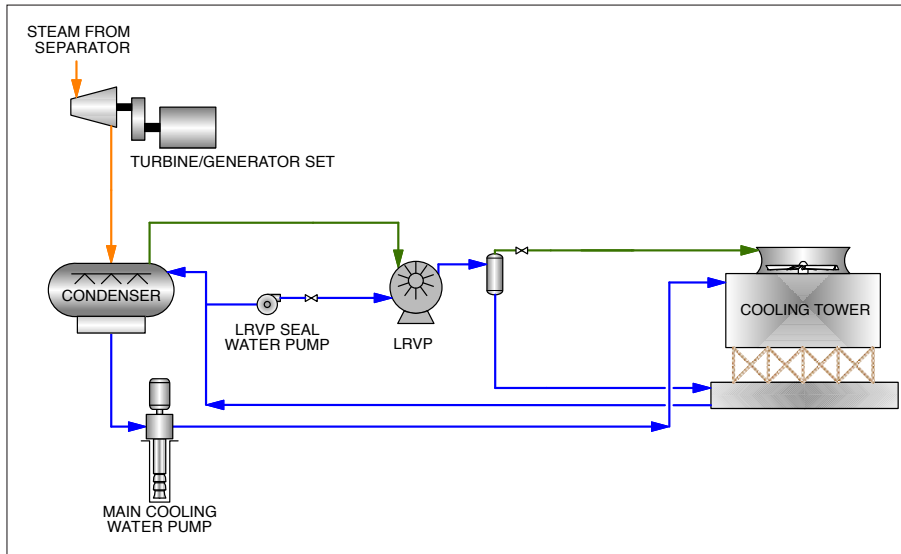 STEAM FROM
SEPARATOR
TURBINE/GENERATOR SET
CONDENSER
LRVP SEAL
WATER PUMP
LRVP
COOLING TOWER
MAIN COOLING
WATER PUMP